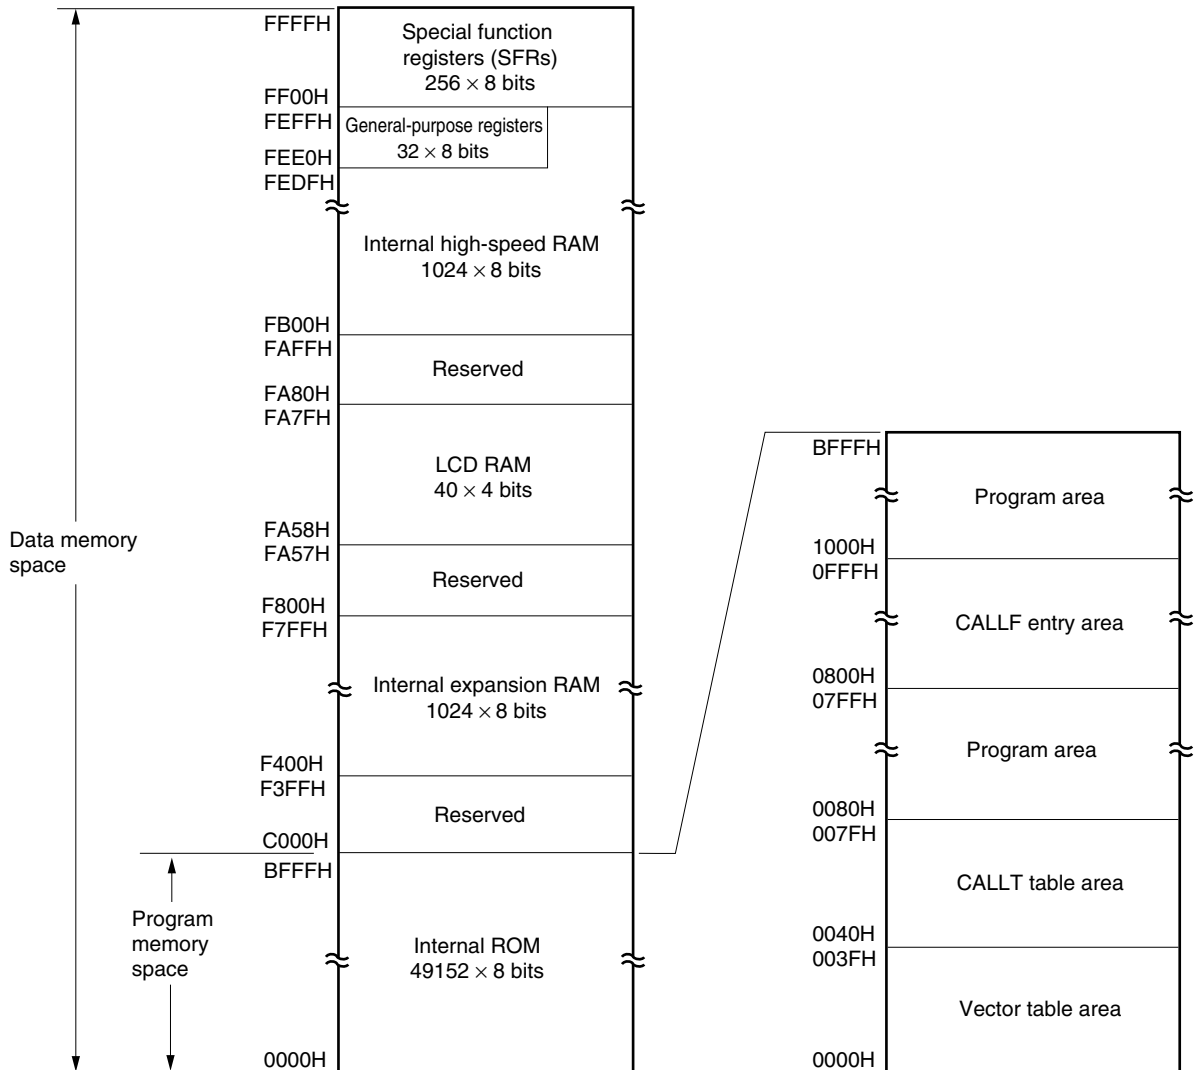 FFFFH
Special function
registers (SFRs)
256 × 8 bits
FF00H
FEFFH
General-purpose registers
32 × 8 bits
FEE0H
FEDFH
Internal high-speed RAM
1024 × 8 bits
FB00H
FAFFH
Reserved
FA80H
FA7FH
LCD RAM
40 × 4 bits
Data memory
space
FA58H
FA57H
Reserved
F800H
F7FFH
Internal expansion RAM
1024 × 8 bits
F400H
F3FFH
Reserved
C000H
BFFFH
Program
memory
space
Internal ROM
49152 × 8 bits
0000H
BFFFH
Program area
1000H
0FFFH
CALLF entry area
0800H
07FFH
Program area
0080H
007FH
CALLT table area
0040H
003FH
Vector table area
0000H